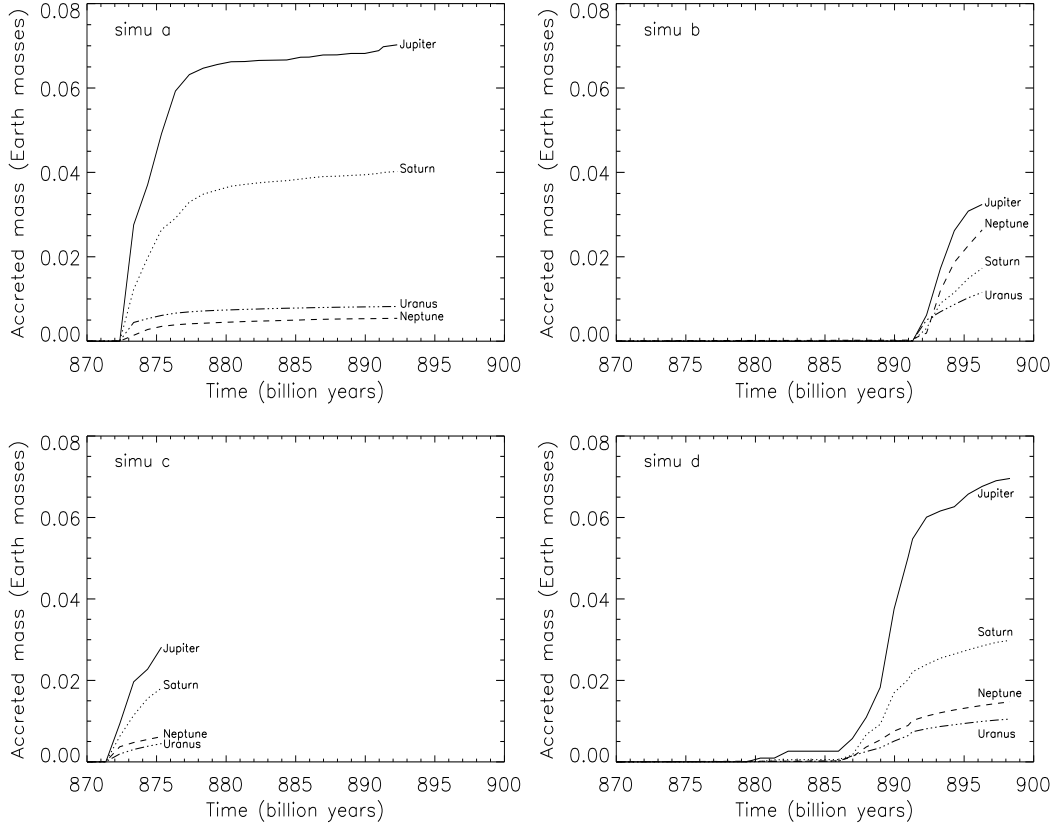 simu a
Accreted mass (Earth masses)
0.08
0.06
0.04
0.02
0.00
Jupiter
Saturn
Uranus
Neptune
870 875 880 885 890 895 900
Time (billion years)
simu b
Accreted mass (Earth masses)
0.08
0.06
0.04
0.02
0.00
Jupiter
Neptune
Saturn
Uranus
870 875 880 885 890 895 900
Time (billion years)
simu c
Accreted mass (Earth masses)
0.08
0.06
0.04
0.02
0.00
Jupiter
Saturn
Neptune
Uranus
870 875 880 885 890 895 900
Time (billion years)
simu d
Accreted mass (Earth masses)
0.08
0.06
0.04
0.02
0.00
Jupiter
Saturn
Neptune
Uranus
870 875 880 885 890 895 900
Time (billion years)